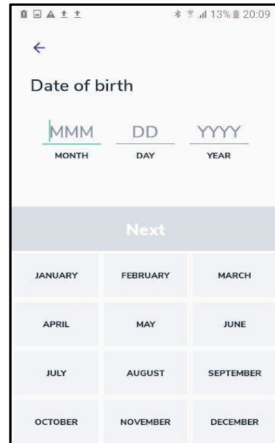 13% 20:09
Date of birth
MMM DD YYYY
MONTH DAY YEAR
Next
JANUARY FEBRUARY MARCH
APRIL MAY JUNE
JULY AUGUST SEPTEMBER
OCTOBER NOVEMBER DECEMBER